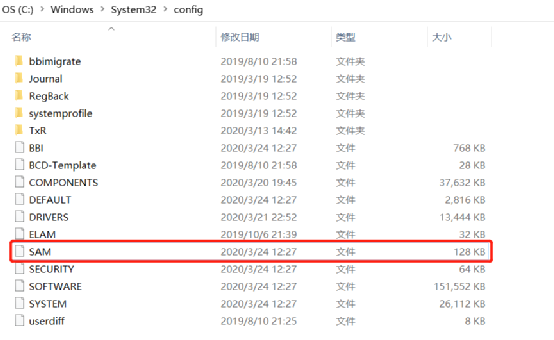 OS (C:) > Windows > System32 > config
名称 修改日期 类型 大小
bbimigrate 2019/8/10 21:58 文件夹
Journal 2019/3/19 12:52 文件夹
RegBack 2019/3/19 12:52 文件夹
systemprofile 2019/3/19 12:52 文件夹
TxR 2020/3/13 14:42 文件夹
BBI 2020/3/24 12:27 文件 768 KB
BCD-Template 2019/8/10 21:58 文件 28 KB
COMPONENTS 2020/3/20 19:45 文件 37,632 KB
DEFAULT 2020/3/24 12:27 文件 2,816 KB
DRIVERS 2020/3/21 22:52 文件 13,444 KB
ELAM 2019/10/6 21:39 文件 32 KB
SAM 2020/3/24 12:27 文件 128 KB
SECURITY 2020/3/24 12:27 文件 64 KB
SOFTWARE 2020/3/24 12:27 文件 151,552 KB
SYSTEM 2020/3/24 12:27 文件 26,112 KB
userdiff 2019/8/10 21:25 文件 8 KB